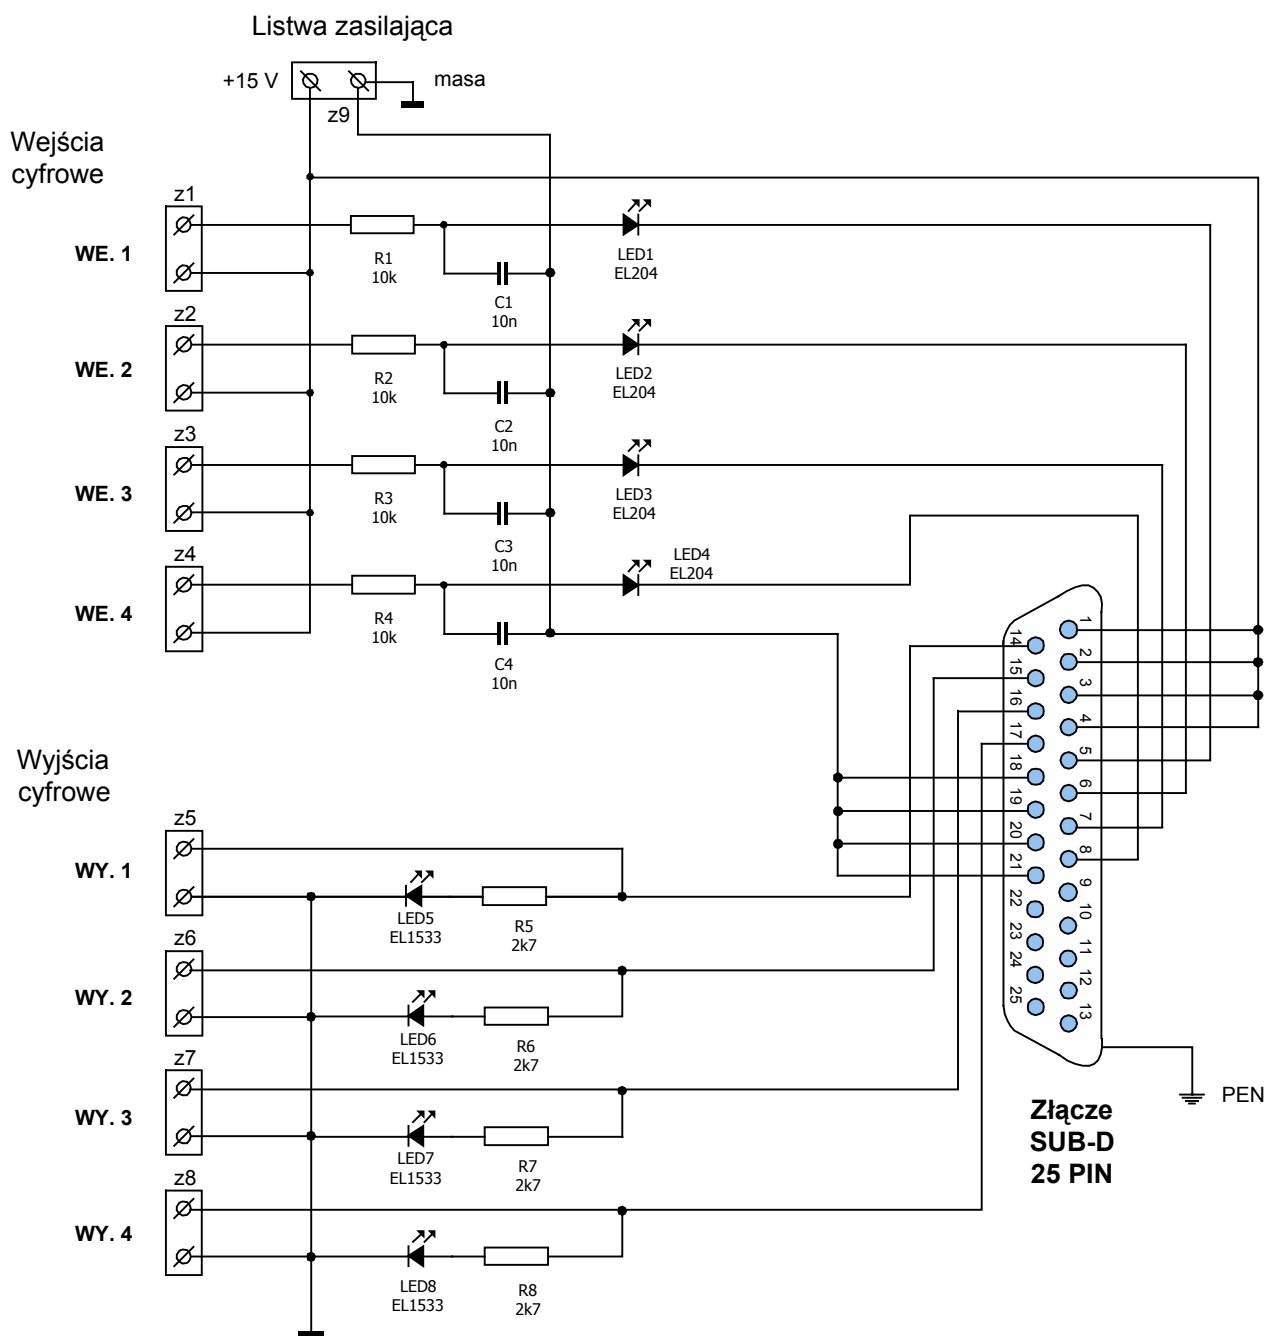 Listwa zasilająca
+15 V
masa
z9
Wejścia
cyfrowe
z1
WE. 1
R1
10k
C1
10n
LED1
EL204
z2
WE. 2
R2
10k
C2
10n
LED2
EL204
z3
WE. 3
R3
10k
C3
10n
LED3
EL204
z4
WE. 4
R4
10k
C4
10n
LED4
EL204
1
2
3
4
5
6
7
8
9
10
11
12
13
14
15
16
17
18
19
20
21
22
23
24
25
PEN
Złącze
SUB-D
25 PIN
Wyjścia
cyfrowe
z5
WY. 1
LED5
EL1533
R5
2k7
z6
WY. 2
LED6
EL1533
R6
2k7
z7
WY. 3
LED7
EL1533
R7
2k7
z8
WY. 4
LED8
EL1533
R8
2k7